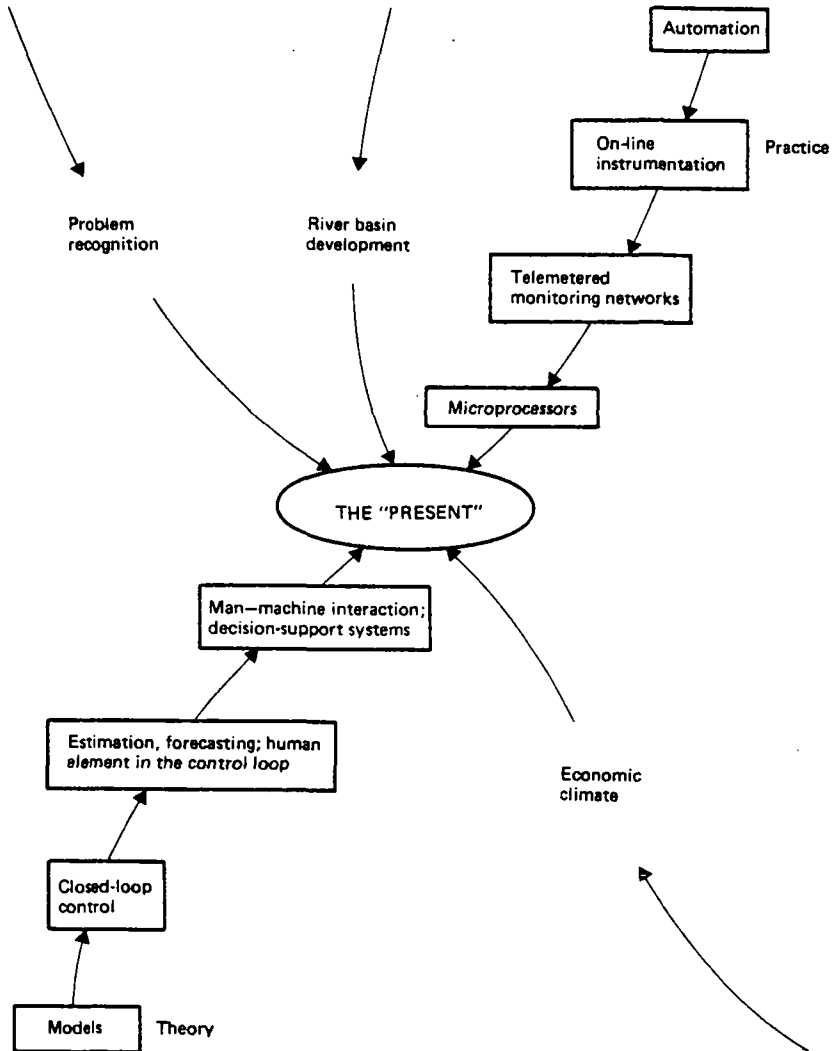 Automation
On-line
instrumentation
Practice
Problem
recognition
River basin
development
Telemetered
monitoring networks
Microprocessors
THE "PRESENT"
Man—machine interaction;
decision-support systems
Estimation, forecasting; human
element in the control loop
Economic
climate
Closed-loop
control
Models
Theory